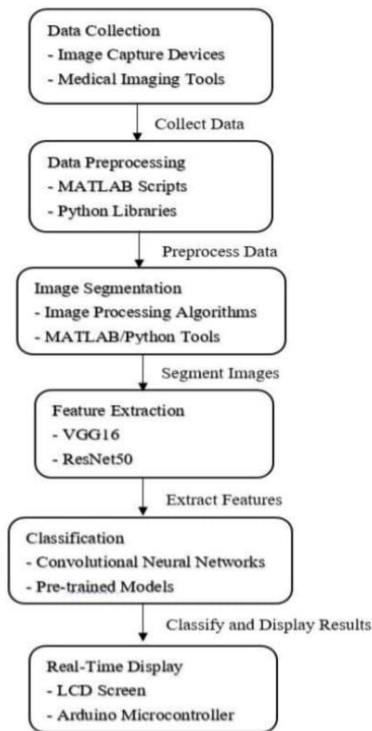 Data Collection
- Image Capture Devices
- Medical Imaging Tools
Collect Data
Data Preprocessing
- MATLAB Scripts
- Python Libraries
Preprocess Data
Image Segmentation
- Image Processing Algorithms
- MATLAB/Python Tools
Segment Images
Feature Extraction
- VGG16
- ResNet50
Extract Features
Classification
- Convolutional Neural Networks
- Pre-trained Models
Classify and Display Results
Real-Time Display
- LCD Screen
- Arduino Microcontroller